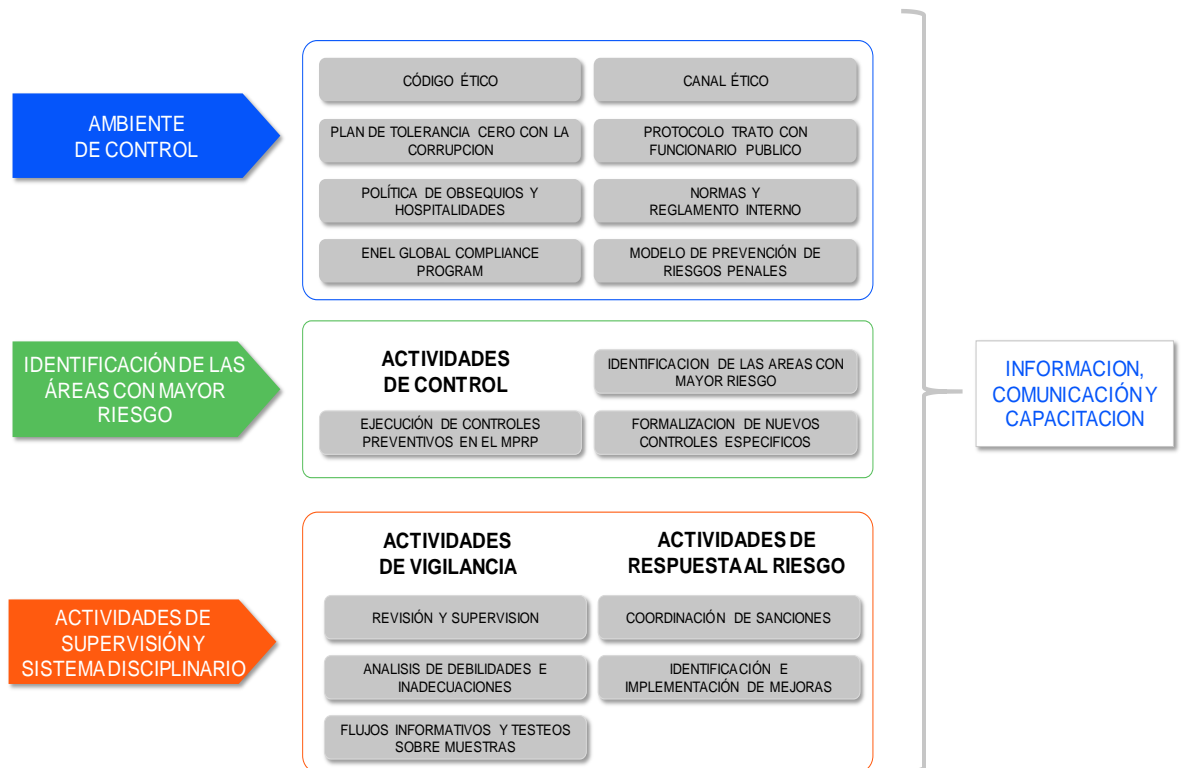 AMBIENTE
DE CONTROL
CÓDIGO ÉTICO
CANAL ÉTICO
PLAN DE TOLERANCIA CERO CON LA
CORRUPCION
PROTOCOLO TRATO CON
FUNCIONARIO PUBLICO
POLÍTICA DE OBSEQUIOS Y
HOSPITALIDADES
NORMAS Y
REGLAMENTO INTERNO
ENEL GLOBAL COMPLIANCE
PROGRAM
MODELO DE PREVENCIÓN DE
RIESGOS PENALES
IDENTIFICACIÓN DE LAS
ÁREAS CON MAYOR
RIESGO
ACTIVIDADES
DE CONTROL
IDENTIFICACION DE LAS AREAS CON
MAYOR RIESGO
EJECUCIÓN DE CONTROLES
PREVENTIVOS EN EL MPRP
FORMALIZACION DE NUEVOS
CONTROLES ESPECIFICOS
ACTIVIDADES DE
SUPERVISIÓN Y
SISTEMA DISCIPLINARIO
ACTIVIDADES
DE VIGILANCIA
ACTIVIDADES DE
RESPUESTA AL RIESGO
REVISIÓN Y SUPERVISION
COORDINACIÓN DE SANCIONES
ANALISIS DE DEBILIDADES E
INADECUACIONES
IDENTIFICACIÓN E
IMPLEMENTACIÓN DE MEJORAS
FLUJOS INFORMATIVOS Y TESTEOS
SOBRE MUESTRAS
INFORMACION,
COMUNICACIÓN Y
CAPACITACION